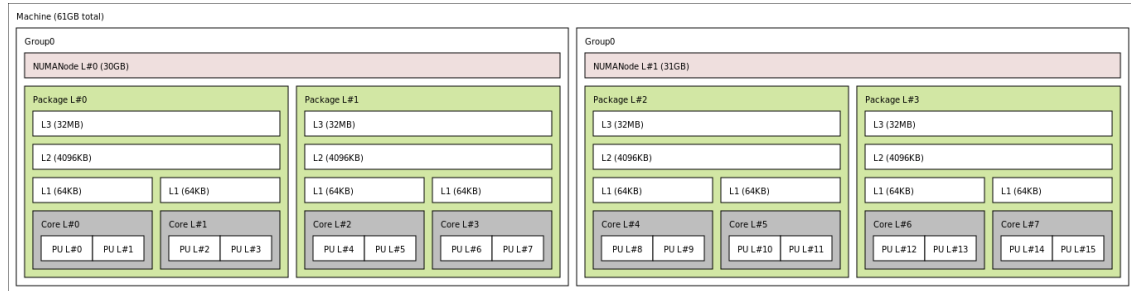 Machine (61GB total)
Group0
NUMANode L#0 (30GB)
Package L#0
L3 (32MB)
L2 (4096KB)
L1 (64KB)
L1 (64KB)
Core L#0
PU L#0
PU L#1
Core L#1
PU L#2
PU L#3
Package L#1
L3 (32MB)
L2 (4096KB)
L1 (64KB)
L1 (64KB)
Core L#2
PU L#4
PU L#5
Core L#3
PU L#6
PU L#7
Group0
NUMANode L#1 (31GB)
Package L#2
L3 (32MB)
L2 (4096KB)
L1 (64KB)
L1 (64KB)
Core L#4
PU L#8
PU L#9
Core L#5
PU L#10
PU L#11
Package L#3
L3 (32MB)
L2 (4096KB)
L1 (64KB)
L1 (64KB)
Core L#6
PU L#12
PU L#13
Core L#7
PU L#14
PU L#15